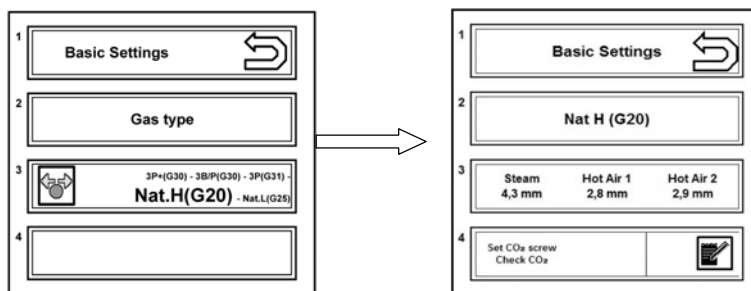 1
Basic Settings
2
Gas type
3
3P+(G30) - 3B/P(G30) - 3P(G31) -
Nat.H(G20) - Nat.L(G25)
4
1
Basic Settings
2
Nat H (G20)
3
Steam Hot Air 1 Hot Air 2
4,3 mm 2,8 mm 2,9 mm
4
Set CO₂ screw
Check CO₂